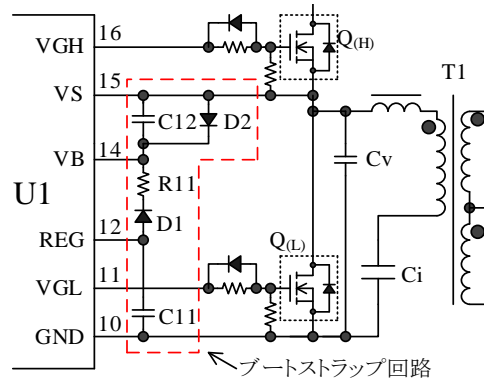 16
VGH
Q(H)
T1
15
VS
C12
D2
14
VB
Cv
R11
U1
D1
12
REG
Q(L)
Ci
11
VGL
C11
10
GND
ブートストラップ回路